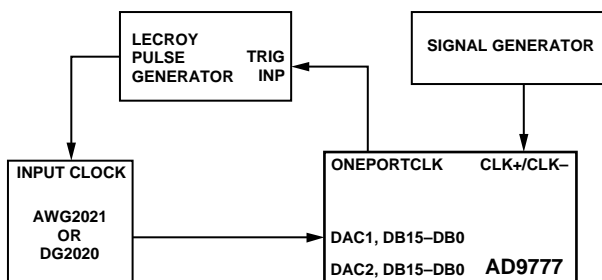 LECROY
PULSE
GENERATOR
TRIG
INP
SIGNAL GENERATOR
INPUT CLOCK
AWG2021
OR
DG2020
ONEPORTCLK
CLK+/CLK–
DAC1, DB15–DB0
DAC2, DB15–DB0
AD9777